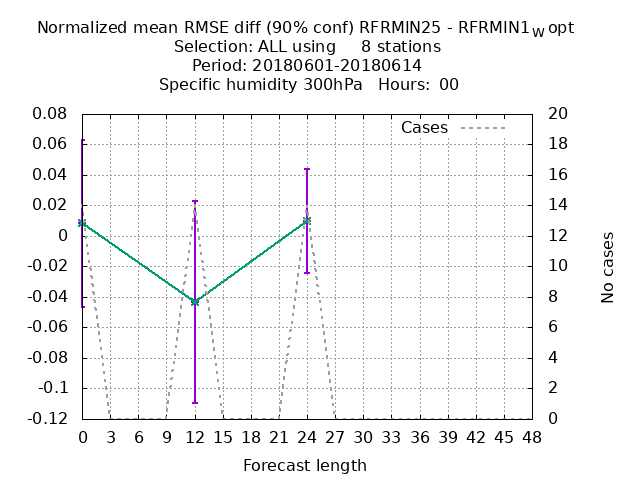 Normalized mean RMSE diff (90% conf) RFRMIN25 - RFRMIN1wopt
Selection: ALL using 8 stations
Period: 20180601-20180614
Specific humidity 300hPa Hours: 00
Cases
0.08
0.06
0.04
0.02
0
-0.02
-0.04
-0.06
-0.08
-0.1
-0.12
20
18
16
14
12
10
8
6
4
2
0
No cases
0 3 6 9 12 15 18 21 24 27 30 33 36 39 42 45 48
Forecast length